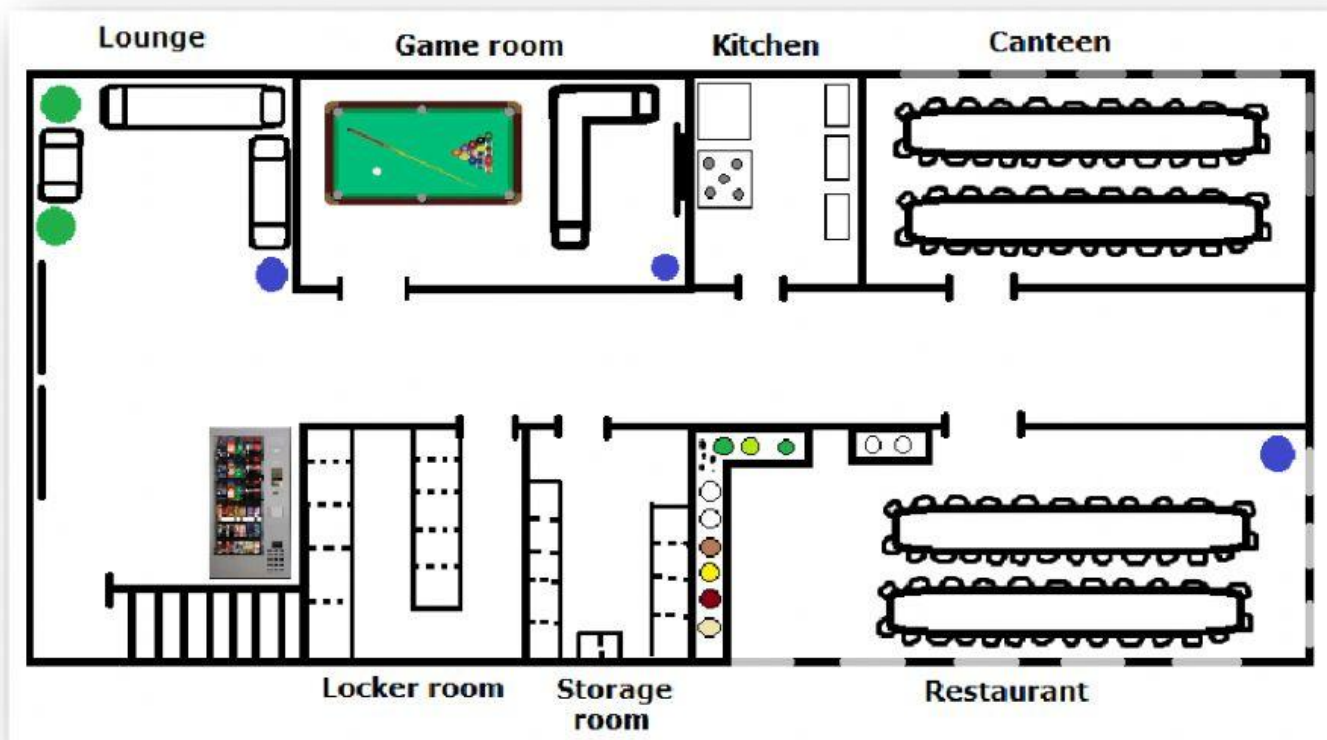 Lounge
Game room
Kitchen
Canteen
Locker room
Storage
room
Restaurant